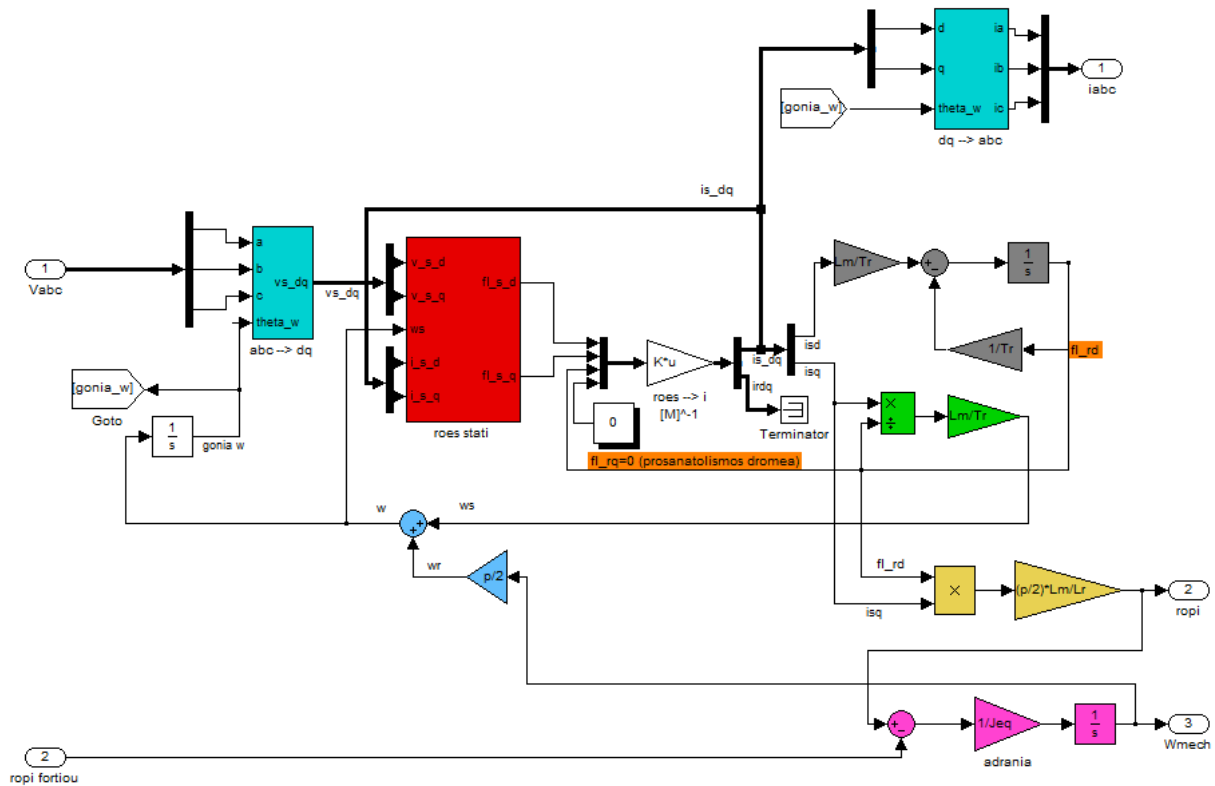 d
q
theta_w
ia
ib
ic
dq --> abc
1
iabc
[gonia_w]
is_dq
1
Vabc
a
b
c
theta_w
vs_dq
abc --> dq
vs_dq
v_s_d
v_s_q
ws
i_s_d
i_s_q
fl_s_d
fl_s_q
roes stati
K*u
roes --> i
[M]^-1
is_dq
irdq
Terminator
isd
isq
Lm/Tr
+
-
1
s
1/Tr
fl_rd
×
÷
Lm/Tr
0
fl_rq=0 (prosanatolismos dromea)
[gonia_w]
Goto
1
s
gonia w
w
+
+
ws
wr
p/2
fl_rd
isq
×
(p/2)*Lm/Lr
2
ropi
+
-
1/Jeq
adrania
1
s
3
Wmech
2
ropi fortiou